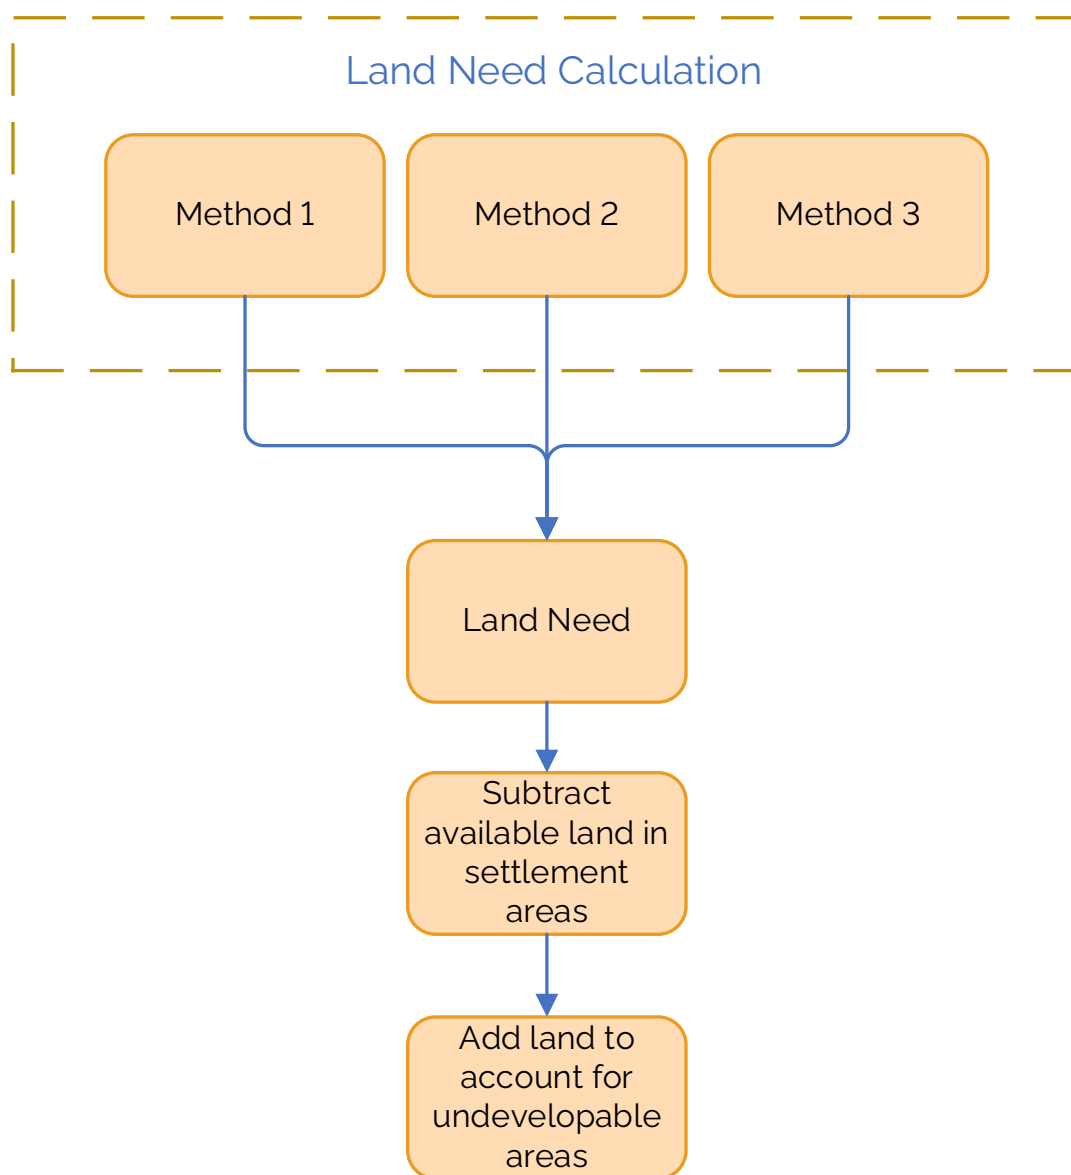 Land Need Calculation
Method 1
Method 2
Method 3
Land Need
Subtract
available land in
settlement
areas
Add land to
account for
undevelopable
areas